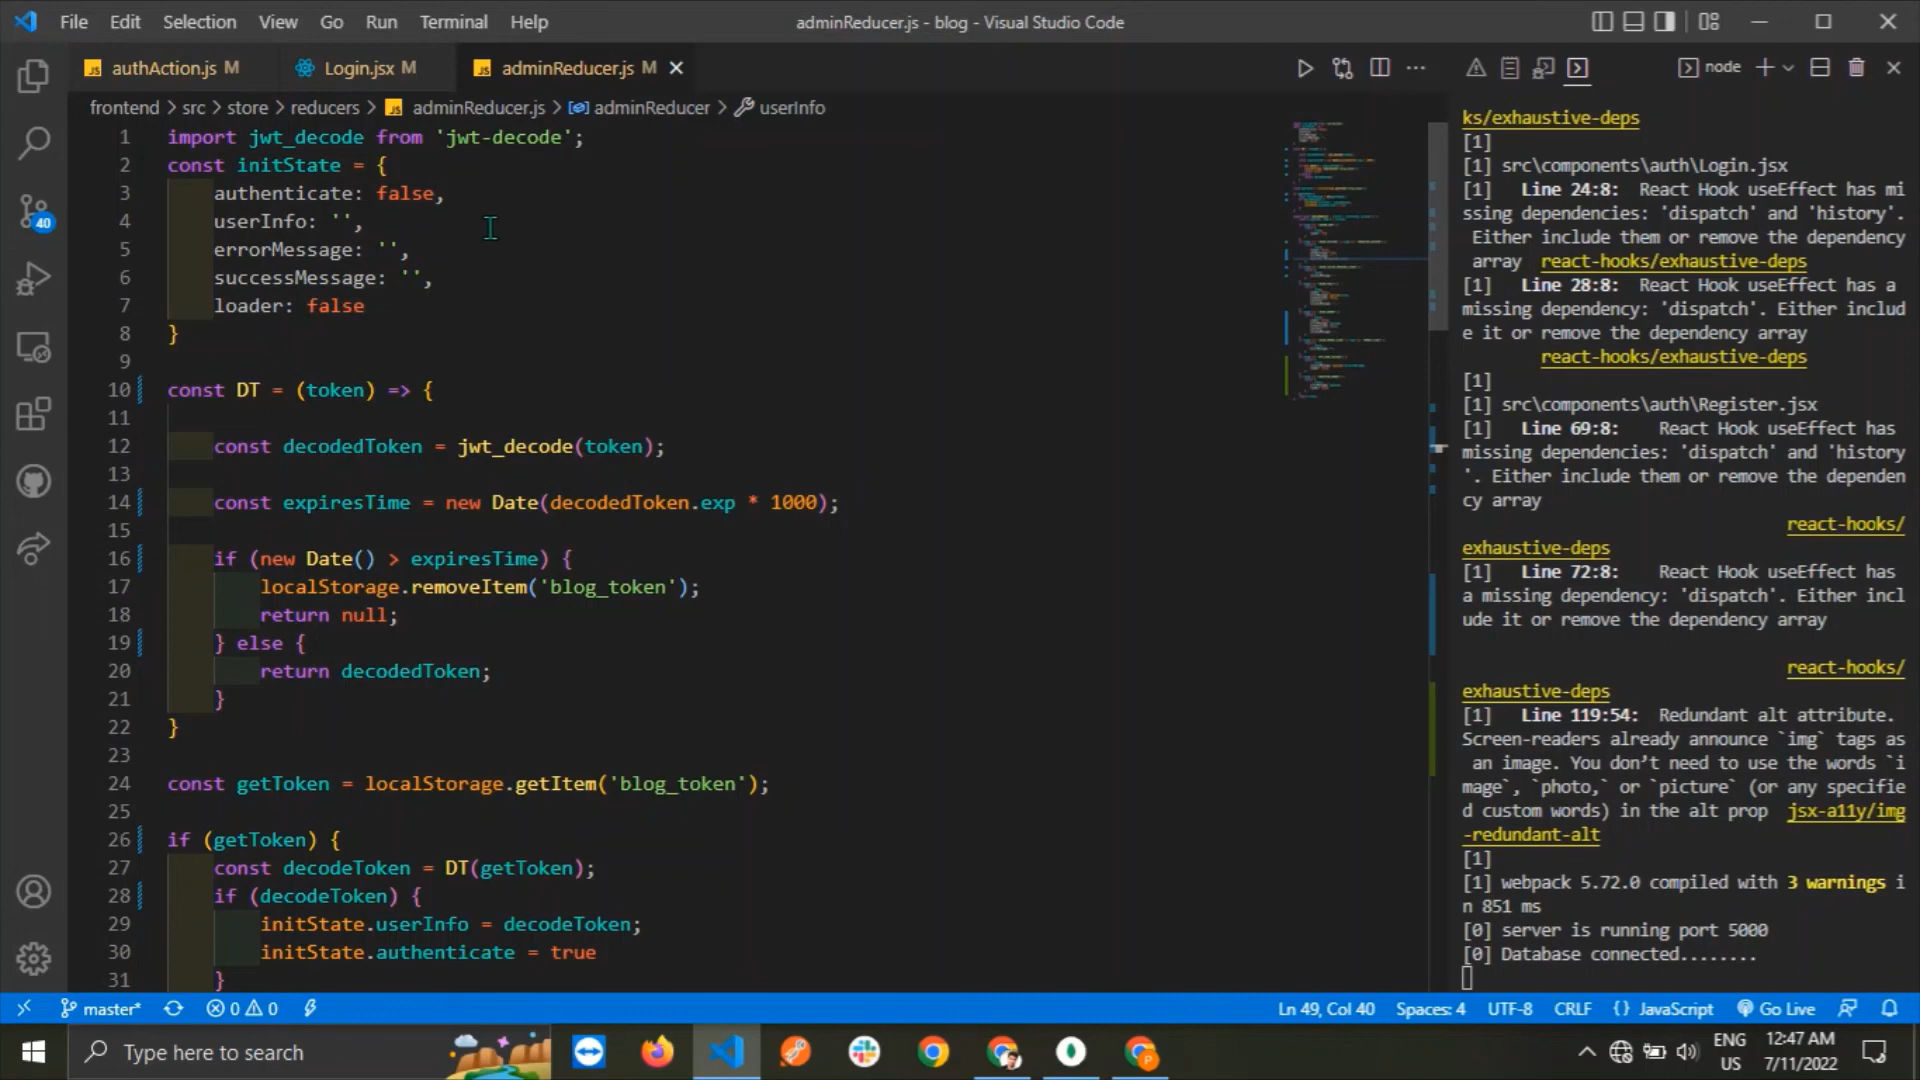 File Edit Selection View Go Run Terminal Help
adminReducer.js - blog - Visual Studio Code
JS authAction.js M
Login.jsx M
JS adminReducer.js M
node
frontend > src > store > reducers > JS adminReducer.js > adminReducer > userInfo
1 import jwt_decode from 'jwt-decode';
2 const initState = {
3 authenticate: false,
4 userInfo: '',
5 errorMessage: '',
6 successMessage: '',
7 loader: false
8 }
9
10 const DT = (token) => {
11
12 const decodedToken = jwt_decode(token);
13
14 const expiresTime = new Date(decodedToken.exp * 1000);
15
16 if (new Date() > expiresTime) {
17 localStorage.removeItem('blog_token');
18 return null;
19 } else {
20 return decodedToken;
21 }
22 }
23
24 const getToken = localStorage.getItem('blog_token');
25
26 if (getToken) {
27 const decodeToken = DT(getToken);
28 if (decodeToken) {
29 initState.userInfo = decodeToken;
30 initState.authenticate = true
31 }
ks/exhaustive-deps
[1]
[1] src\components\auth\Login.jsx
[1] Line 24:8: React Hook useEffect has mi
ssing dependencies: 'dispatch' and 'history'.
Either include them or remove the dependency
array react-hooks/exhaustive-deps
[1] Line 28:8: React Hook useEffect has a
missing dependency: 'dispatch'. Either includ
e it or remove the dependency array
react-hooks/exhaustive-deps
[1]
[1] src\components\auth\Register.jsx
[1] Line 69:8: React Hook useEffect has
missing dependencies: 'dispatch' and 'history
'. Either include them or remove the dependen
cy array
react-hooks/
exhaustive-deps
[1] Line 72:8: React Hook useEffect has
a missing dependency: 'dispatch'. Either incl
ude it or remove the dependency array
react-hooks/
exhaustive-deps
[1] Line 119:54: Redundant alt attribute.
Screen-readers already announce `img` tags as
an image. You don't need to use the words `i
mage`, `photo,` or `picture` (or any specifie
d custom words) in the alt prop jsx-a11y/img
-redundant-alt
[1]
[1] webpack 5.72.0 compiled with 3 warnings i
n 851 ms
[0] server is running port 5000
[0] Database connected........
40
master* 0 0
Ln 49, Col 40 Spaces: 4 UTF-8 CRLF {} JavaScript Go Live
Type here to search
ENG
US
12:47 AM
7/11/2022